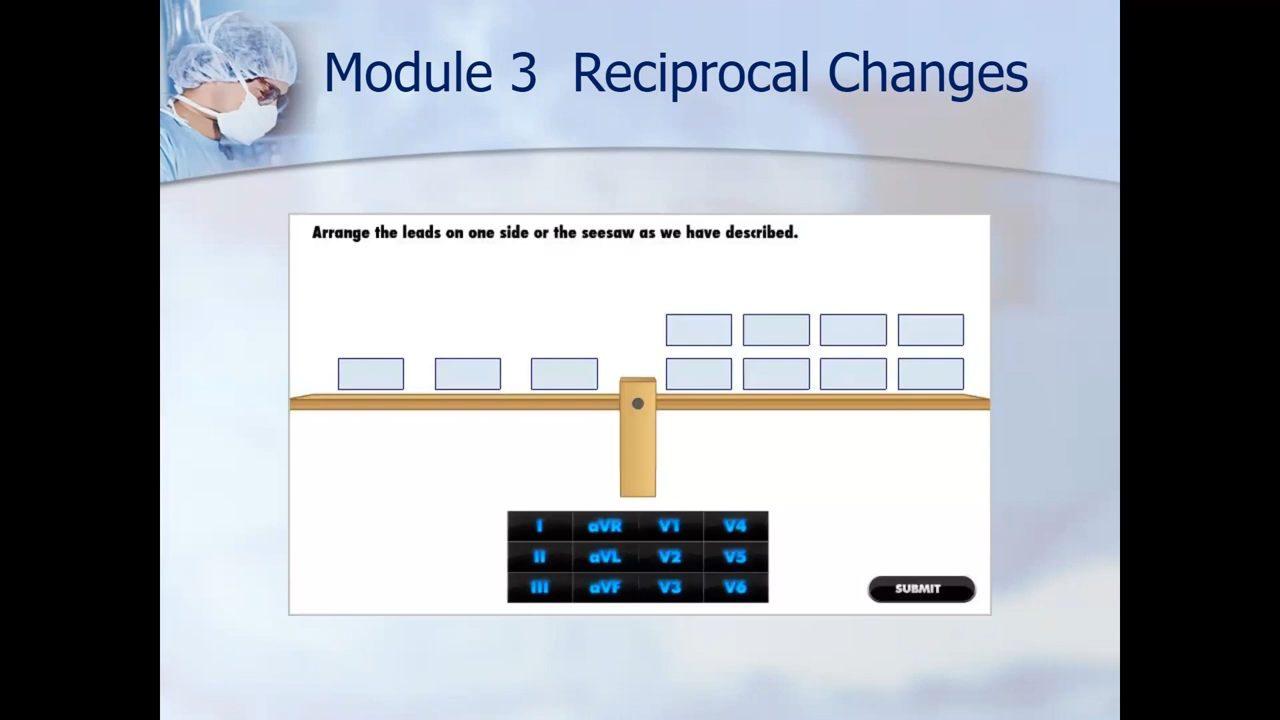 Module 3 Reciprocal Changes
Arrange the leads on one side or the seesaw as we have described.
I aVR V1 V4
II aVL V2 V5
III aVF V3 V6
SUBMIT